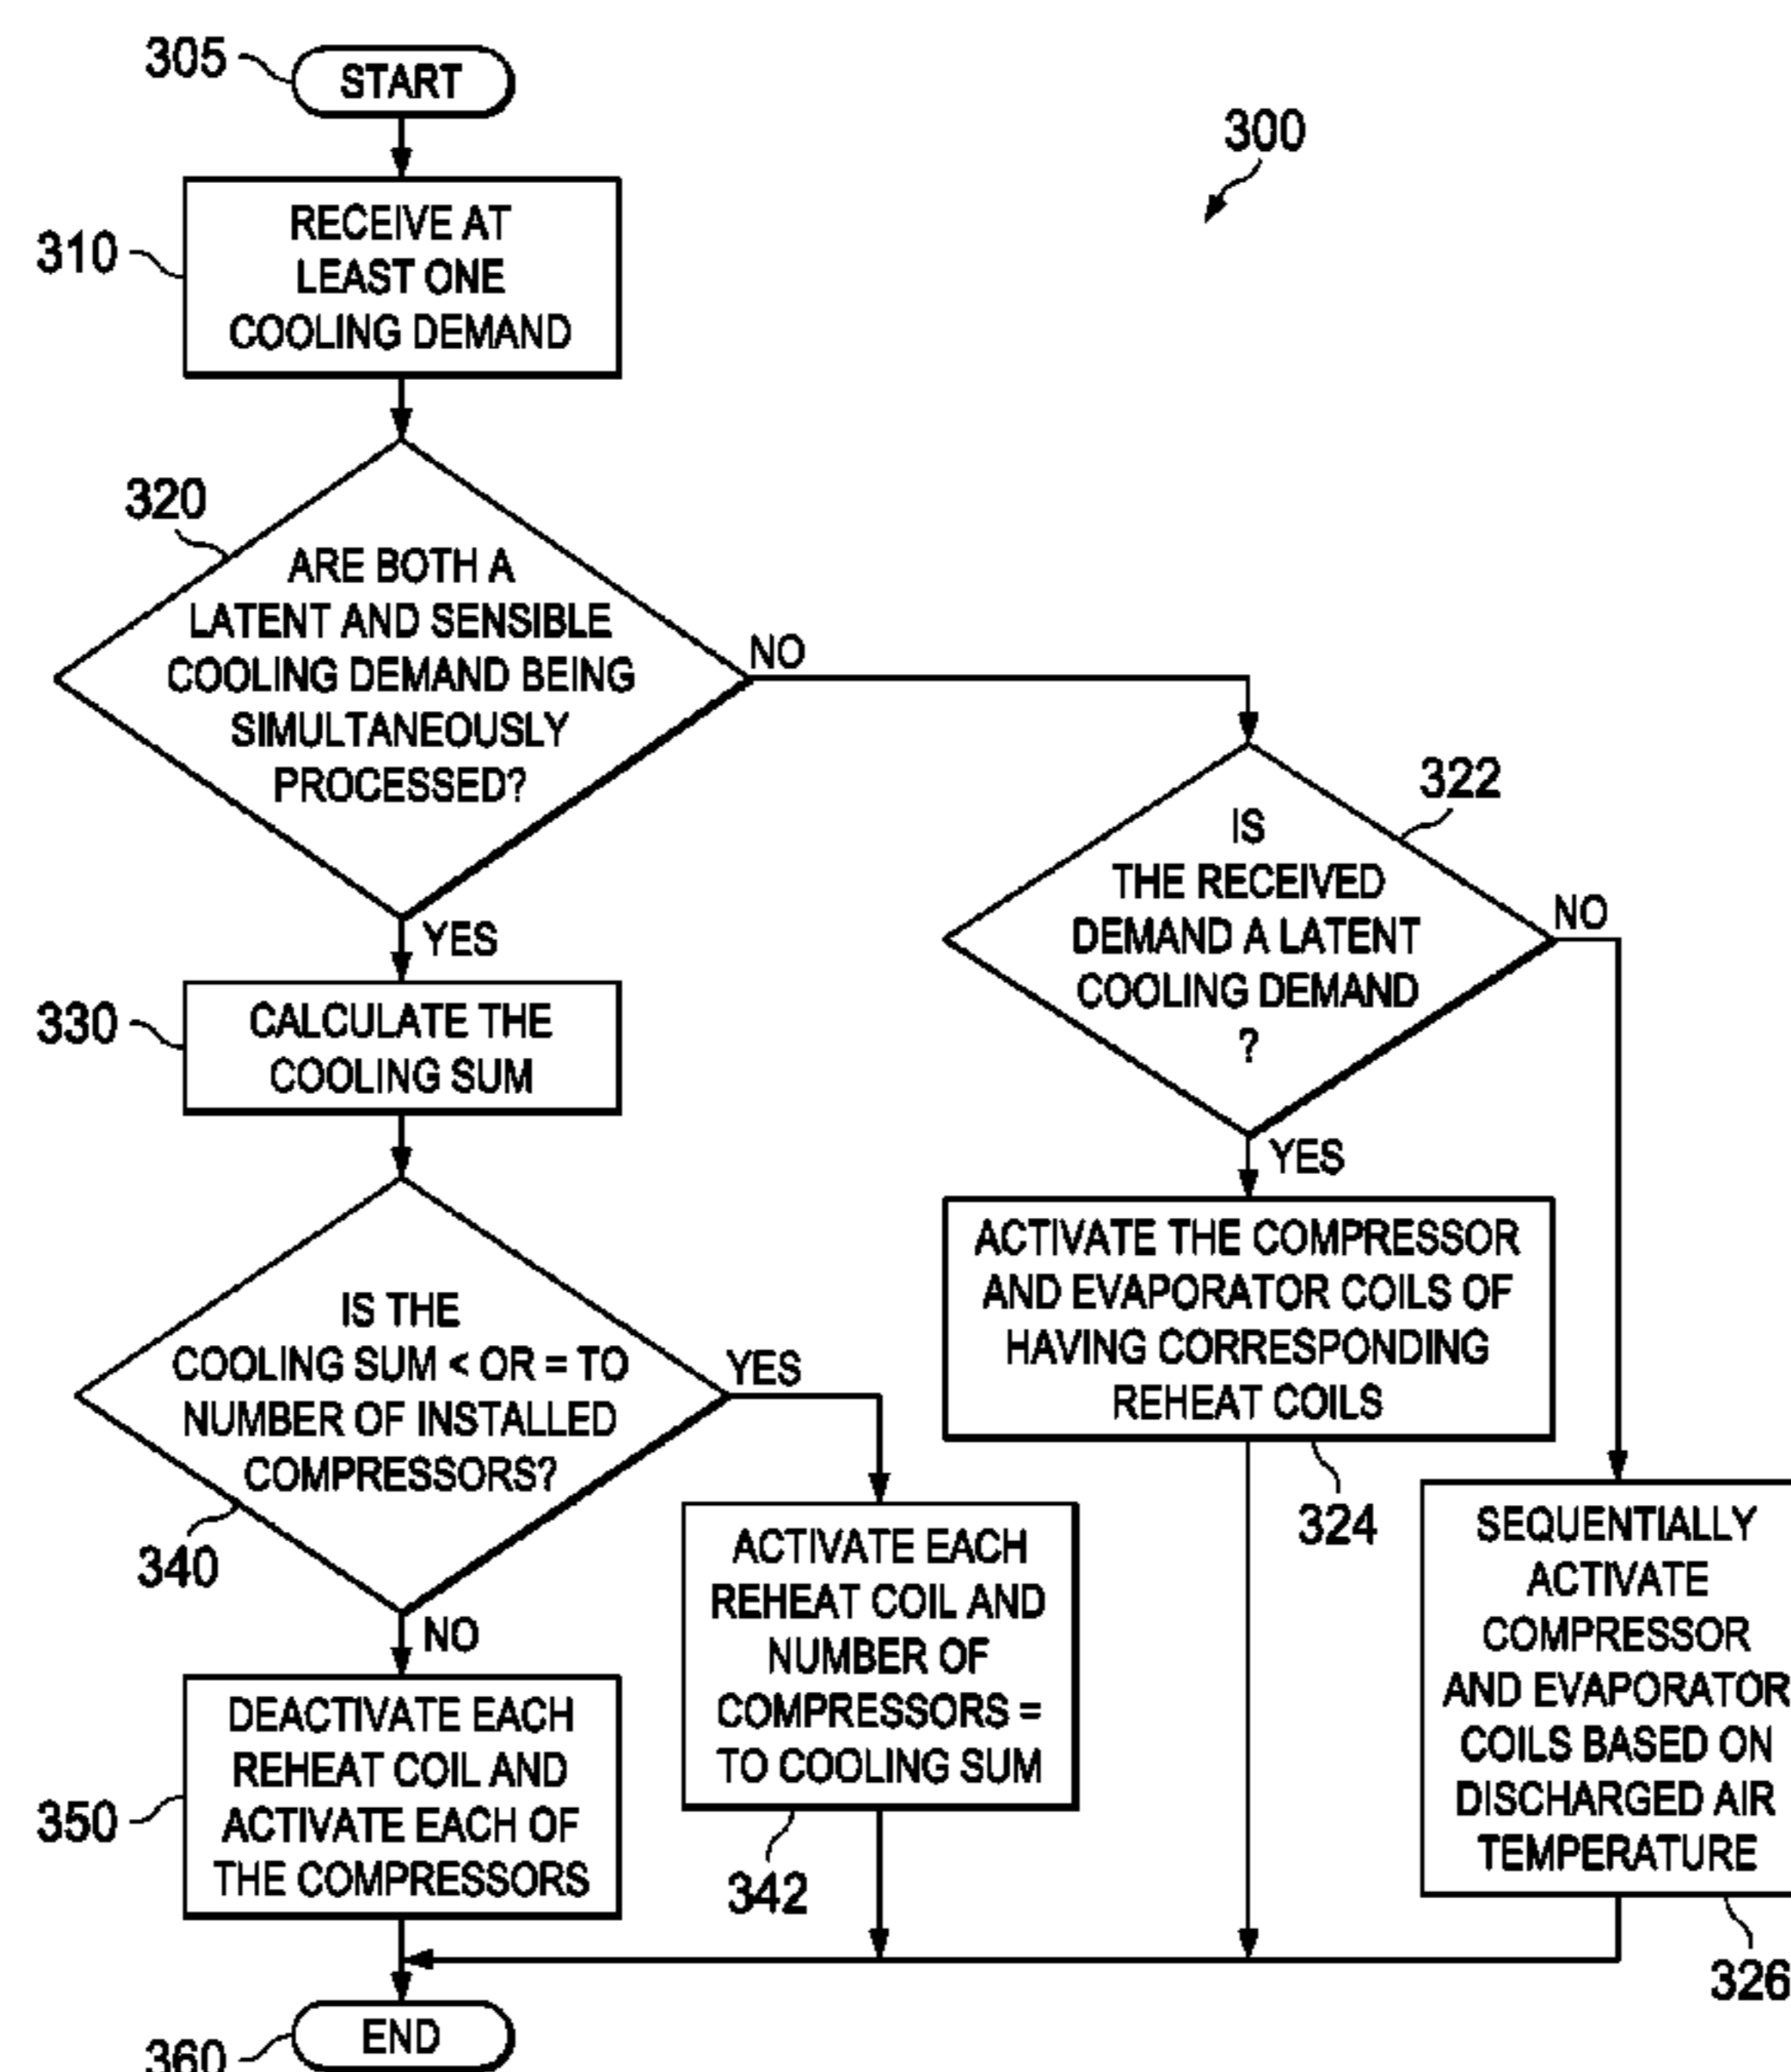 305
START
300
310
RECEIVE AT
LEAST ONE
COOLING DEMAND
320
ARE BOTH A
LATENT AND SENSIBLE
COOLING DEMAND BEING
SIMULTANEOUSLY
PROCESSED?
NO
YES
322
IS
THE RECEIVED
DEMAND A LATENT
COOLING DEMAND
?
NO
YES
330
CALCULATE THE
COOLING SUM
324
ACTIVATE THE COMPRESSOR
AND EVAPORATOR COILS OF
HAVING CORRESPONDING
REHEAT COILS
340
IS THE
COOLING SUM < OR = TO
NUMBER OF INSTALLED
COMPRESSORS?
YES
NO
342
ACTIVATE EACH
REHEAT COIL AND
NUMBER OF
COMPRESSORS =
TO COOLING SUM
326
SEQUENTIALLY
ACTIVATE
COMPRESSOR
AND EVAPORATOR
COILS BASED ON
DISCHARGED AIR
TEMPERATURE
350
DEACTIVATE EACH
REHEAT COIL AND
ACTIVATE EACH OF
THE COMPRESSORS
360
END